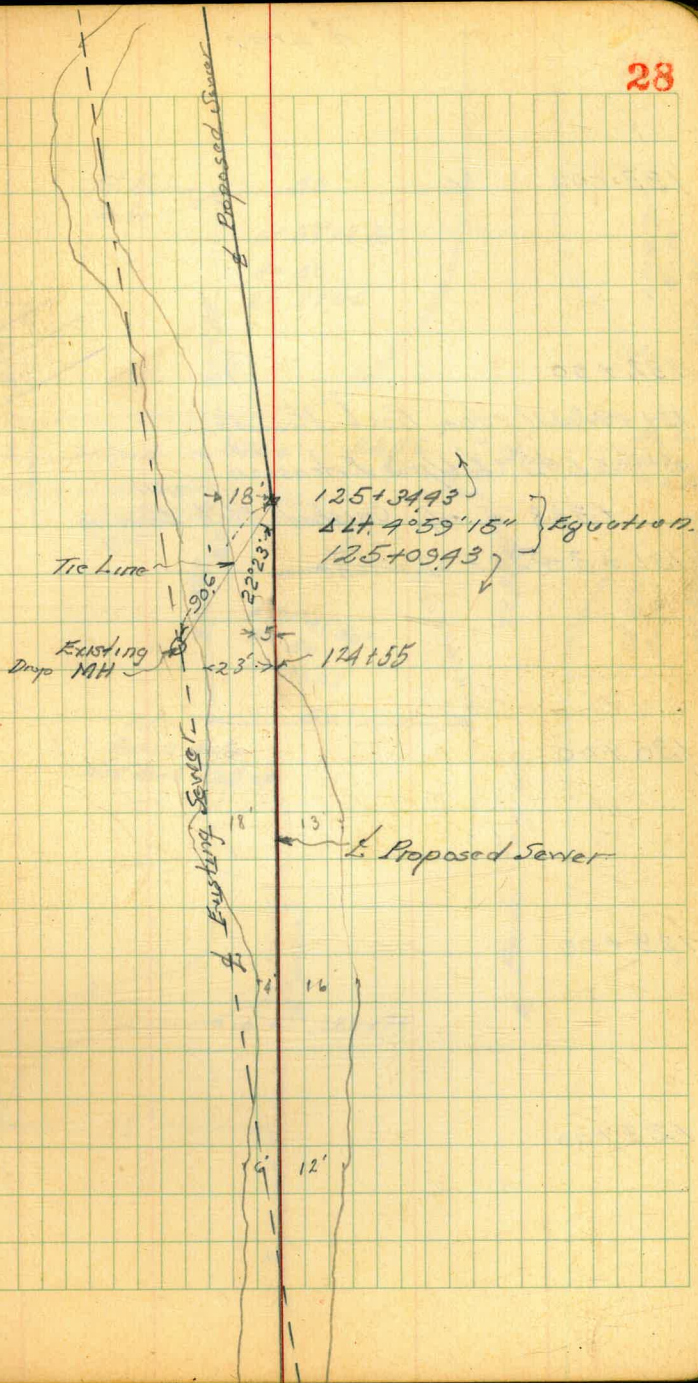 28
℄ Proposed Sewer
18'
125+34.43
Δ Lt. 4°59'15" } Equation.
125+09.43
Tie Line
90.6'
22°23'
5
Existing
Drop MH
23'
124+55
℄ Existing Sewer
18'
13'
℄ Proposed Sewer
4'
16
6'
12'